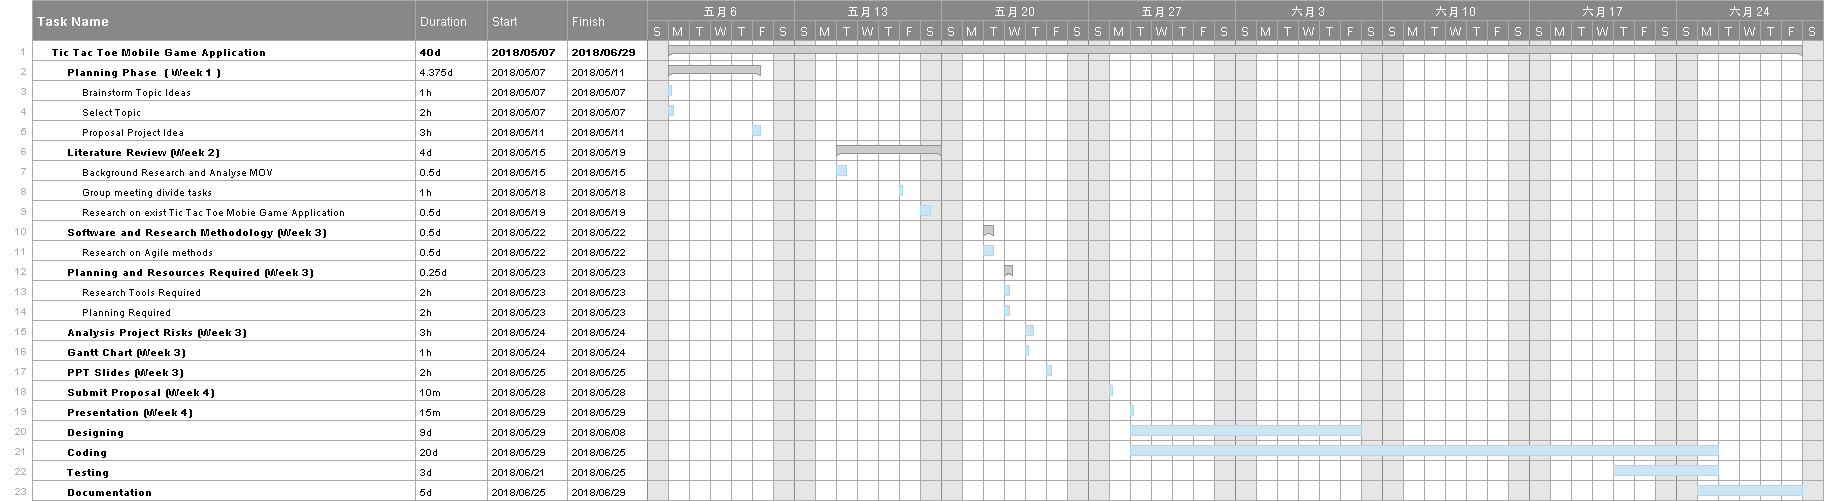 Task Name Duration Start Finish 五月 6 五月 13 五月 20 五月 27 六月 3 六月 10 六月 17 六月 24
S M T W T F S S M T W T F S S M T W T F S S M T W T F S S M T W T F S S M T W T F S S M T W T F S S M T W T F S
1 Tic Tac Toe Mobile Game Application 40d 2018/05/07 2018/06/29
2 Planning Phase ( Week 1 ) 4.375d 2018/05/07 2018/05/11
3 Brainstorm Topic Ideas 1h 2018/05/07 2018/05/07
4 Select Topic 2h 2018/05/07 2018/05/07
5 Proposal Project Idea 3h 2018/05/11 2018/05/11
6 Literature Review (Week 2) 4d 2018/05/15 2018/05/19
7 Background Research and Analyse MOV 0.5d 2018/05/15 2018/05/15
8 Group meeting divide tasks 1h 2018/05/18 2018/05/18
9 Research on exist Tic Tac Toe Mobie Game Application 0.5d 2018/05/19 2018/05/19
10 Software and Research Methodology (Week 3) 0.5d 2018/05/22 2018/05/22
11 Research on Agile methods 0.5d 2018/05/22 2018/05/22
12 Planning and Resources Required (Week 3) 0.25d 2018/05/23 2018/05/23
13 Research Tools Required 2h 2018/05/23 2018/05/23
14 Planning Required 2h 2018/05/23 2018/05/23
15 Analysis Project Risks (Week 3) 3h 2018/05/24 2018/05/24
16 Gantt Chart (Week 3) 1h 2018/05/24 2018/05/24
17 PPT Slides (Week 3) 2h 2018/05/25 2018/05/25
18 Submit Proposal (Week 4) 10m 2018/05/28 2018/05/28
19 Presentation (Week 4) 15m 2018/05/29 2018/05/29
20 Designing 9d 2018/05/29 2018/06/08
21 Coding 20d 2018/05/29 2018/06/25
22 Testing 3d 2018/06/21 2018/06/25
23 Documentation 5d 2018/06/25 2018/06/29